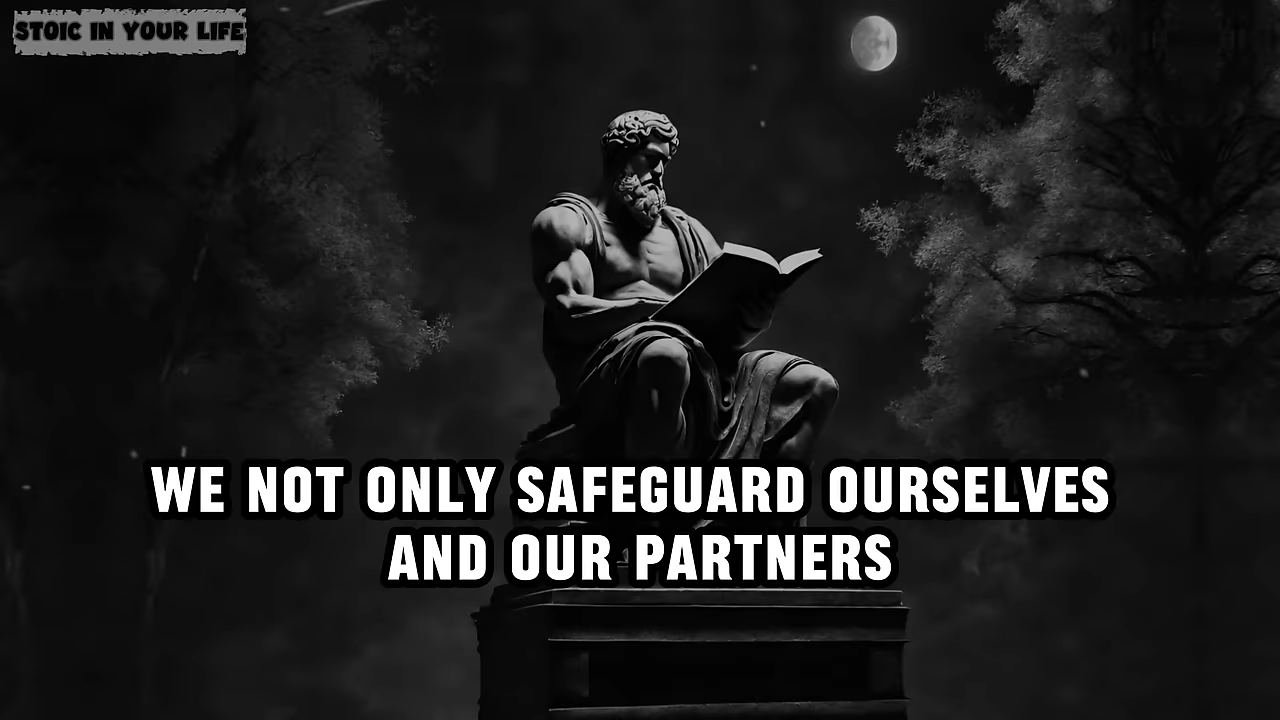 STOIC IN YOUR LIFE
WE NOT ONLY SAFEGUARD OURSELVES
AND OUR PARTNERS